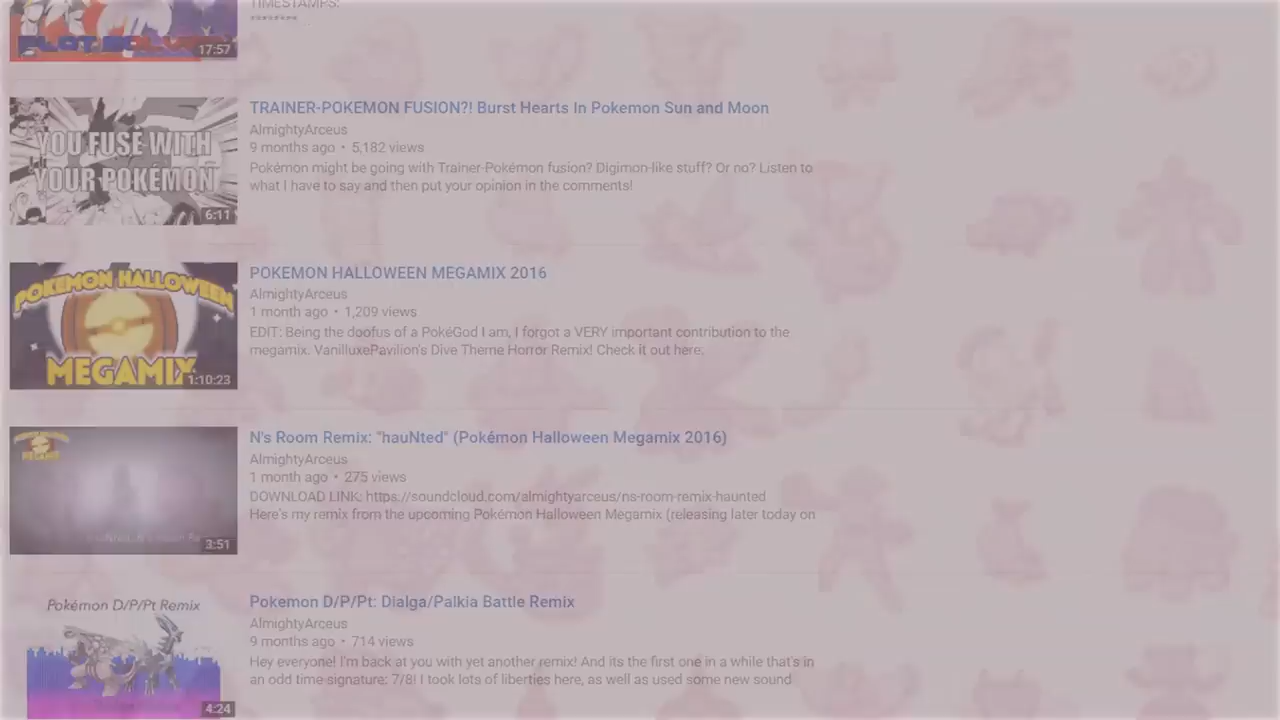 TIMESTAMPS:
********
17:57
TRAINER-POKEMON FUSION?! Burst Hearts In Pokemon Sun and Moon
AlmightyArceus
9 months ago • 5,182 views
Pokémon might be going with Trainer-Pokémon fusion? Digimon-like stuff? Or no? Listen to
what I have to say and then put your opinion in the comments!
YOU FUSE WITH
YOUR POKÉMON
6:11
POKEMON HALLOWEEN MEGAMIX 2016
AlmightyArceus
1 month ago • 1,209 views
EDIT: Being the doofus of a PokéGod I am, I forgot a VERY important contribution to the
megamix. VanilluxePavilion's Dive Theme Horror Remix! Check it out here:
POKEMON HALLOWEEN
MEGAMIX
1:10:23
N's Room Remix: "hauNted" (Pokémon Halloween Megamix 2016)
AlmightyArceus
1 month ago • 275 views
DOWNLOAD LINK: https://soundcloud.com/almightyarceus/ns-room-remix-haunted
Here's my remix from the upcoming Pokémon Halloween Megamix (releasing later today on
3:51
Pokemon D/P/Pt: Dialga/Palkia Battle Remix
AlmightyArceus
9 months ago • 714 views
Hey everyone! I'm back at you with yet another remix! And its the first one in a while that's in
an odd time signature: 7/8! I took lots of liberties here, as well as used some new sound
Pokémon D/P/Pt Remix
4:24